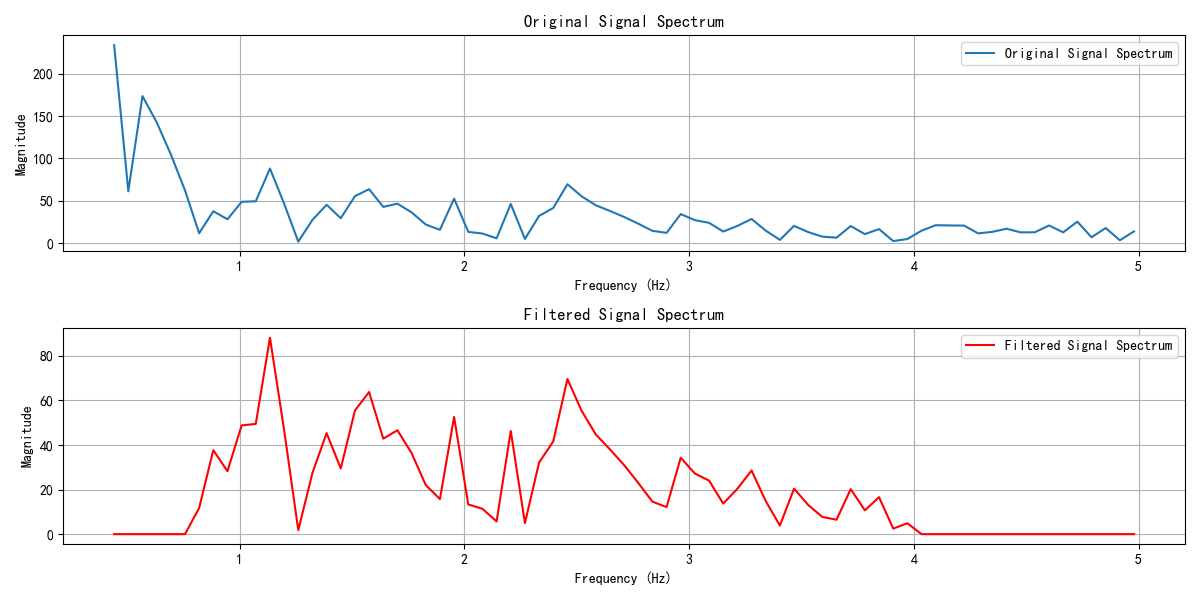 Original Signal Spectrum
Original Signal Spectrum
Magnitude
200
150
100
50
0
1 2 3 4 5
Frequency (Hz)
Filtered Signal Spectrum
Filtered Signal Spectrum
Magnitude
80
60
40
20
0
1 2 3 4 5
Frequency (Hz)